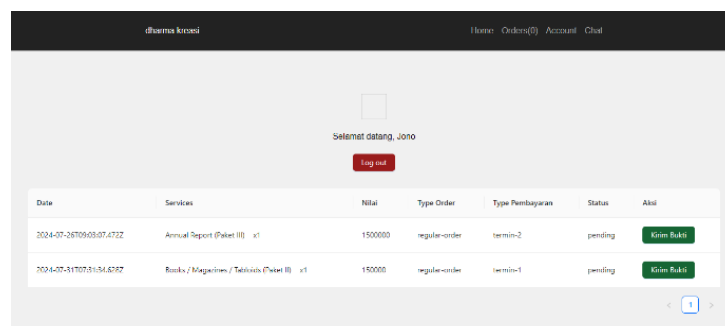 dharma kreasi Home Orders(0) Account Chat
Selamat datang, Jono
Log out
Date Services Nilai Type Order Type Pembayaran Status Aksi
2024-07-26T09:03:07.472Z Annual Report (Paket III) x1 1500000 regular-order termin-2 pending Kirim Bukti
2024-07-31T07:31:34.628Z Books / Magazines / Tabloids (Paket II) x1 150000 regular-order termin-1 pending Kirim Bukti
< 1 >